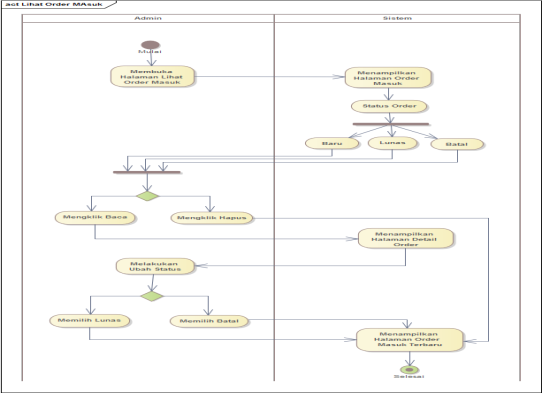 act Lihat Order MAsuk
Admin
Sistem
Mulai
Membuka
Halaman Lihat
Order Masuk
Menampilkan
Halaman Order
Masuk
Status Order
Baru
Lunas
Batal
Mengklik Baca
Mengklik Hapus
Menampilkan
Halaman Detail
Order
Melakukan
Ubah Status
Memilih Lunas
Memilih Batal
Menampilkan
Halaman Order
Masuk Terbaru
Selesai